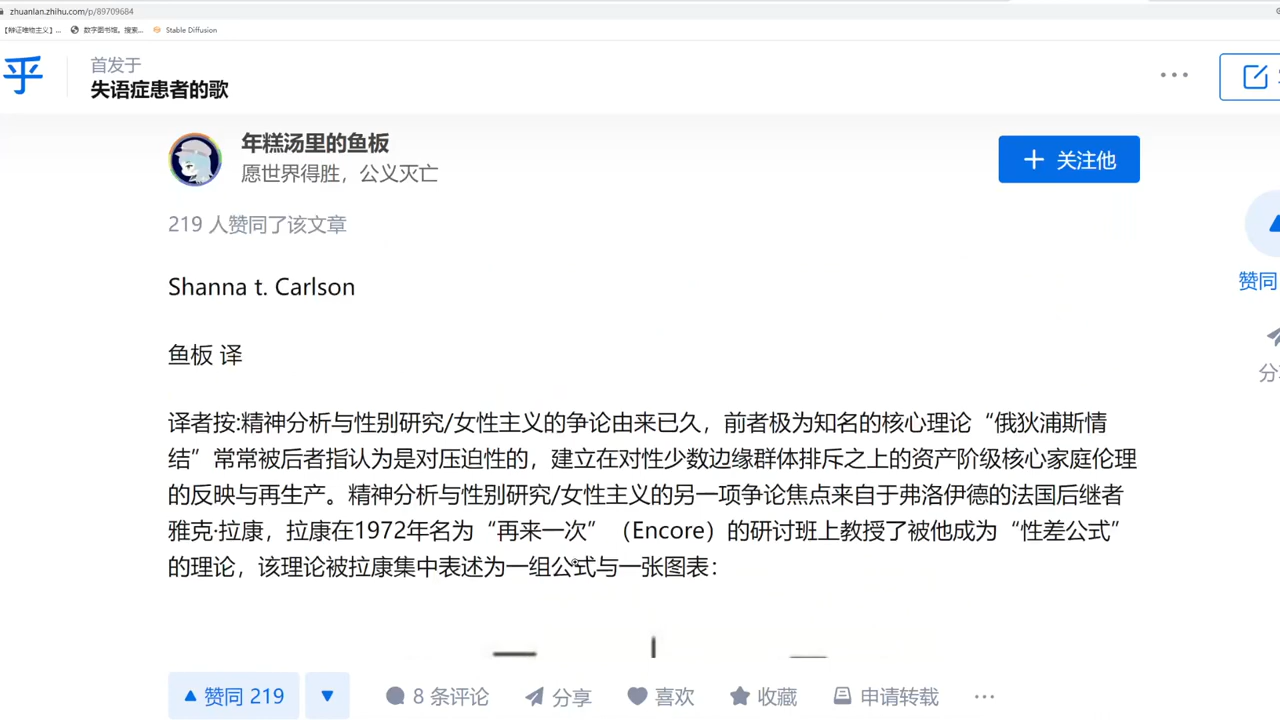 zhuanlan.zhihu.com/p/89709684
【辩证唯物主义】... 数字图书馆。搜索... Stable Diffusion
乎
首发于
失语症患者的歌
年糕汤里的鱼板
愿世界得胜，公义灭亡
关注他
219 人赞同了该文章
赞同
Shanna t. Carlson
鱼板 译
译者按:精神分析与性别研究/女性主义的争论由来已久，前者极为知名的核心理论“俄狄浦斯情
结”常常被后者指认为是对压迫性的，建立在对性少数边缘群体排斥之上的资产阶级核心家庭伦理
的反映与再生产。精神分析与性别研究/女性主义的另一项争论焦点来自于弗洛伊德的法国后继者
雅克·拉康，拉康在1972年名为“再来一次”（Encore）的研讨班上教授了被他成为“性差公式”
的理论，该理论被拉康集中表述为一组公式与一张图表：
赞同 219 8 条评论 分享 喜欢 收藏 申请转载